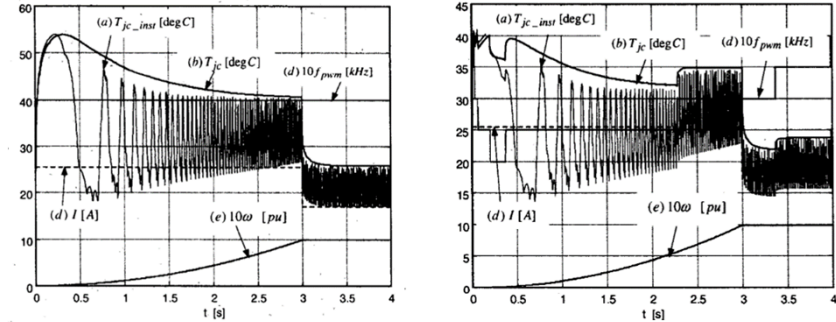 (a) T_jc_inst [degC]
(b) T_jc [degC]
(d) 10f_pwm [kHz]
(d) I [A]
(e) 10ω [pu]
60
50
40
30
20
10
0
0 0.5 1 1.5 2 2.5 3 3.5 4
t [s]
(a) T_jc_inst [degC]
(b) T_jc [degC]
(d) 10f_pwm [kHz]
(d) I [A]
(e) 10ω [pu]
45
40
35
30
25
20
15
10
5
0
0 0.5 1 1.5 2 2.5 3 3.5 4
t [s]